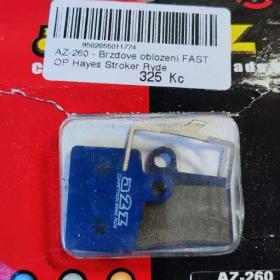 8592655011774
AZ-260 - Brzdove oblozeni FAST
OP Hayes Stroker Ryde
325 Kc
a2z
AZ-260